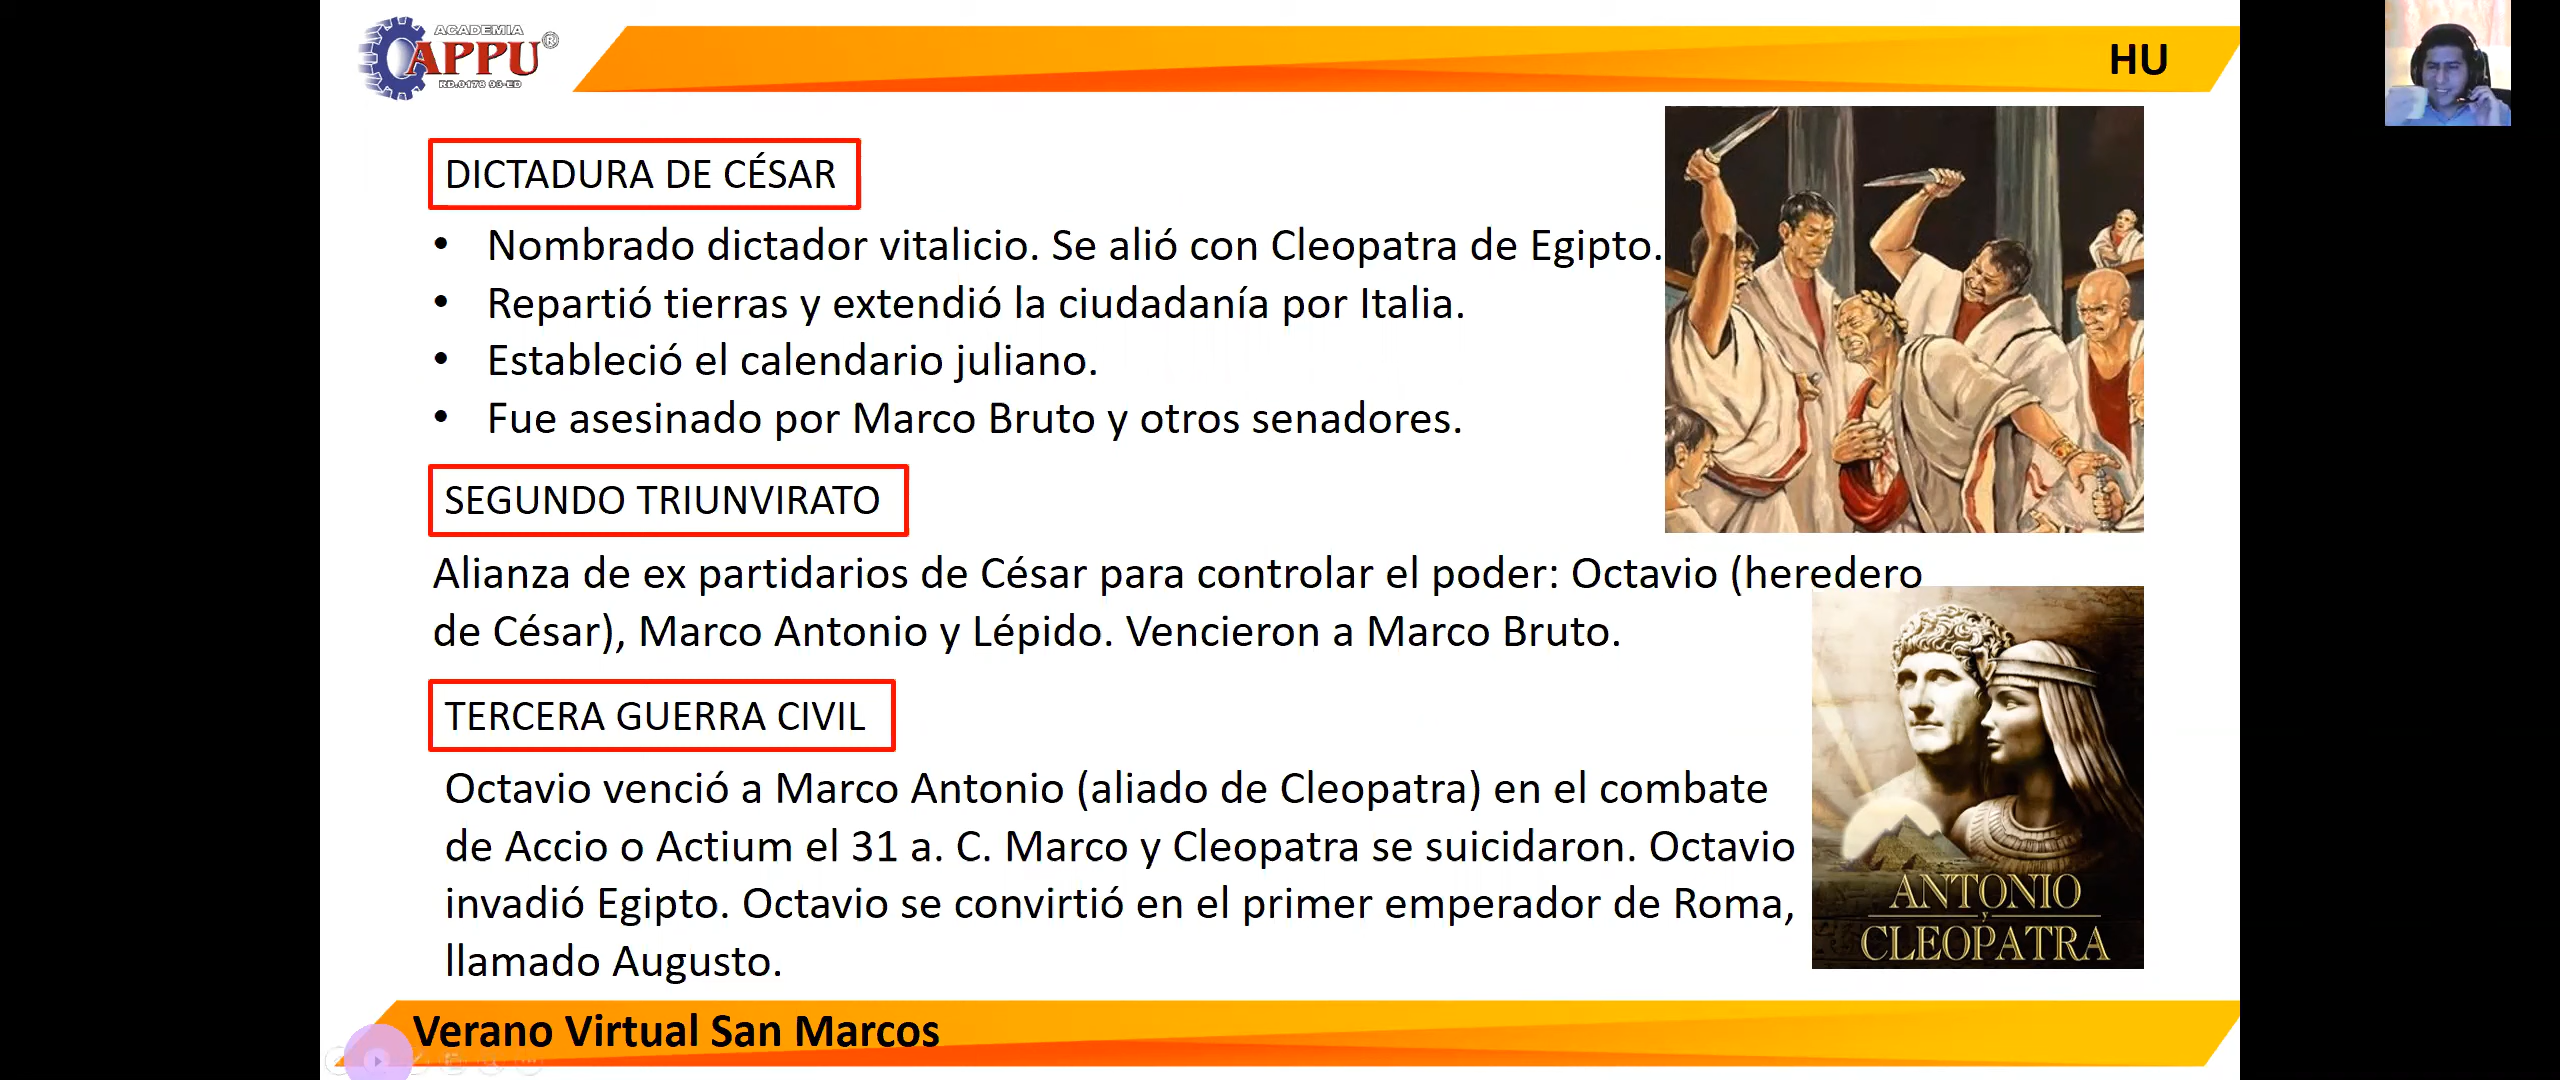 ACADEMIA
APPU®
RD.0178 93-ED
HU
DICTADURA DE CÉSAR
• Nombrado dictador vitalicio. Se alió con Cleopatra de Egipto.
• Repartió tierras y extendió la ciudadanía por Italia.
• Estableció el calendario juliano.
• Fue asesinado por Marco Bruto y otros senadores.
SEGUNDO TRIUNVIRATO
Alianza de ex partidarios de César para controlar el poder: Octavio (heredero
de César), Marco Antonio y Lépido. Vencieron a Marco Bruto.
TERCERA GUERRA CIVIL
Octavio venció a Marco Antonio (aliado de Cleopatra) en el combate
de Accio o Actium el 31 a. C. Marco y Cleopatra se suicidaron. Octavio
invadió Egipto. Octavio se convirtió en el primer emperador de Roma,
llamado Augusto.
ANTONIO
y
CLEOPATRA
Verano Virtual San Marcos